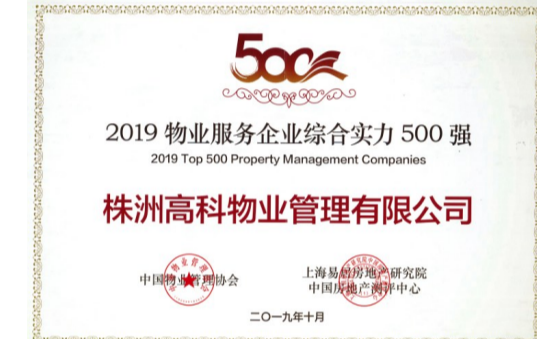 500
2019 物业服务企业综合实力 500 强
2019 Top 500 Property Management Companies
株洲高科物业管理有限公司
中国物业管理协会
上海易居房地产研究院
中国房地产测评中心
二〇一九年十月